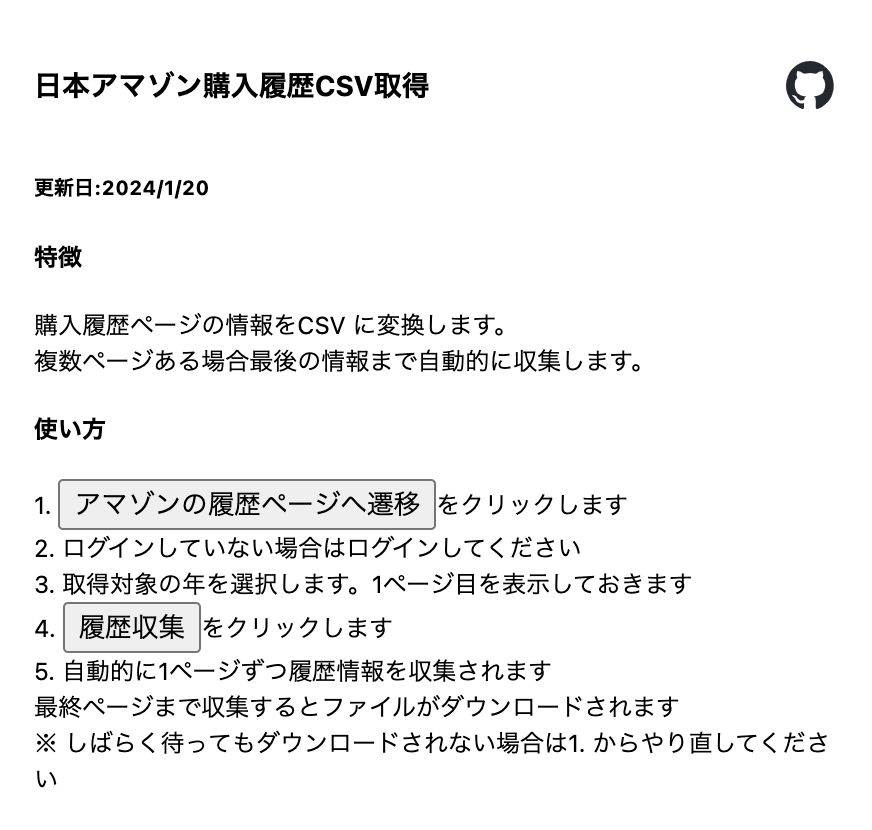 日本アマゾン購入履歴CSV取得
更新日:2024/1/20
特徴
購入履歴ページの情報をCSV に変換します。
複数ページある場合最後の情報まで自動的に収集します。
使い方
1. アマゾンの履歴ページへ遷移 をクリックします
2. ログインしていない場合はログインしてください
3. 取得対象の年を選択します。1ページ目を表示しておきます
4. 履歴収集 をクリックします
5. 自動的に1ページずつ履歴情報を収集されます
最終ページまで収集するとファイルがダウンロードされます
※ しばらく待ってもダウンロードされない場合は1. からやり直してくださ
い